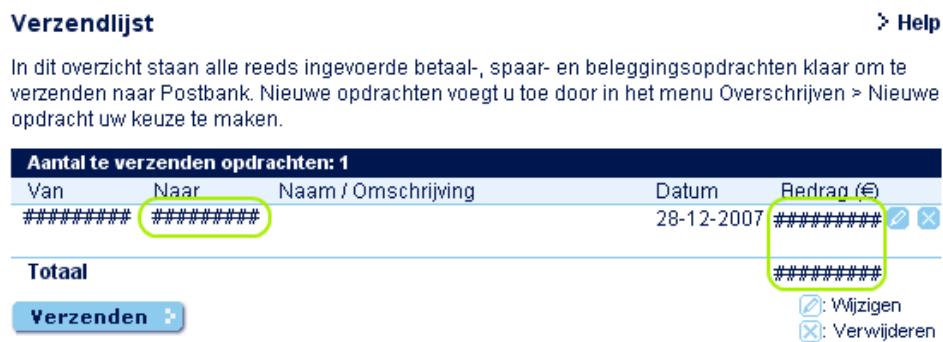 Verzendlijst > Help
In dit overzicht staan alle reeds ingevoerde betaal-, spaar- en beleggingsopdrachten klaar om te
verzenden naar Postbank. Nieuwe opdrachten voegt u toe door in het menu Overschrijven > Nieuwe
opdracht uw keuze te maken.
Aantal te verzenden opdrachten: 1
Van Naar Naam / Omschrijving Datum Bedrag (€)
######### ######### 28-12-2007 #########
Totaal #########
Verzenden
: Wijzigen
: Verwijderen